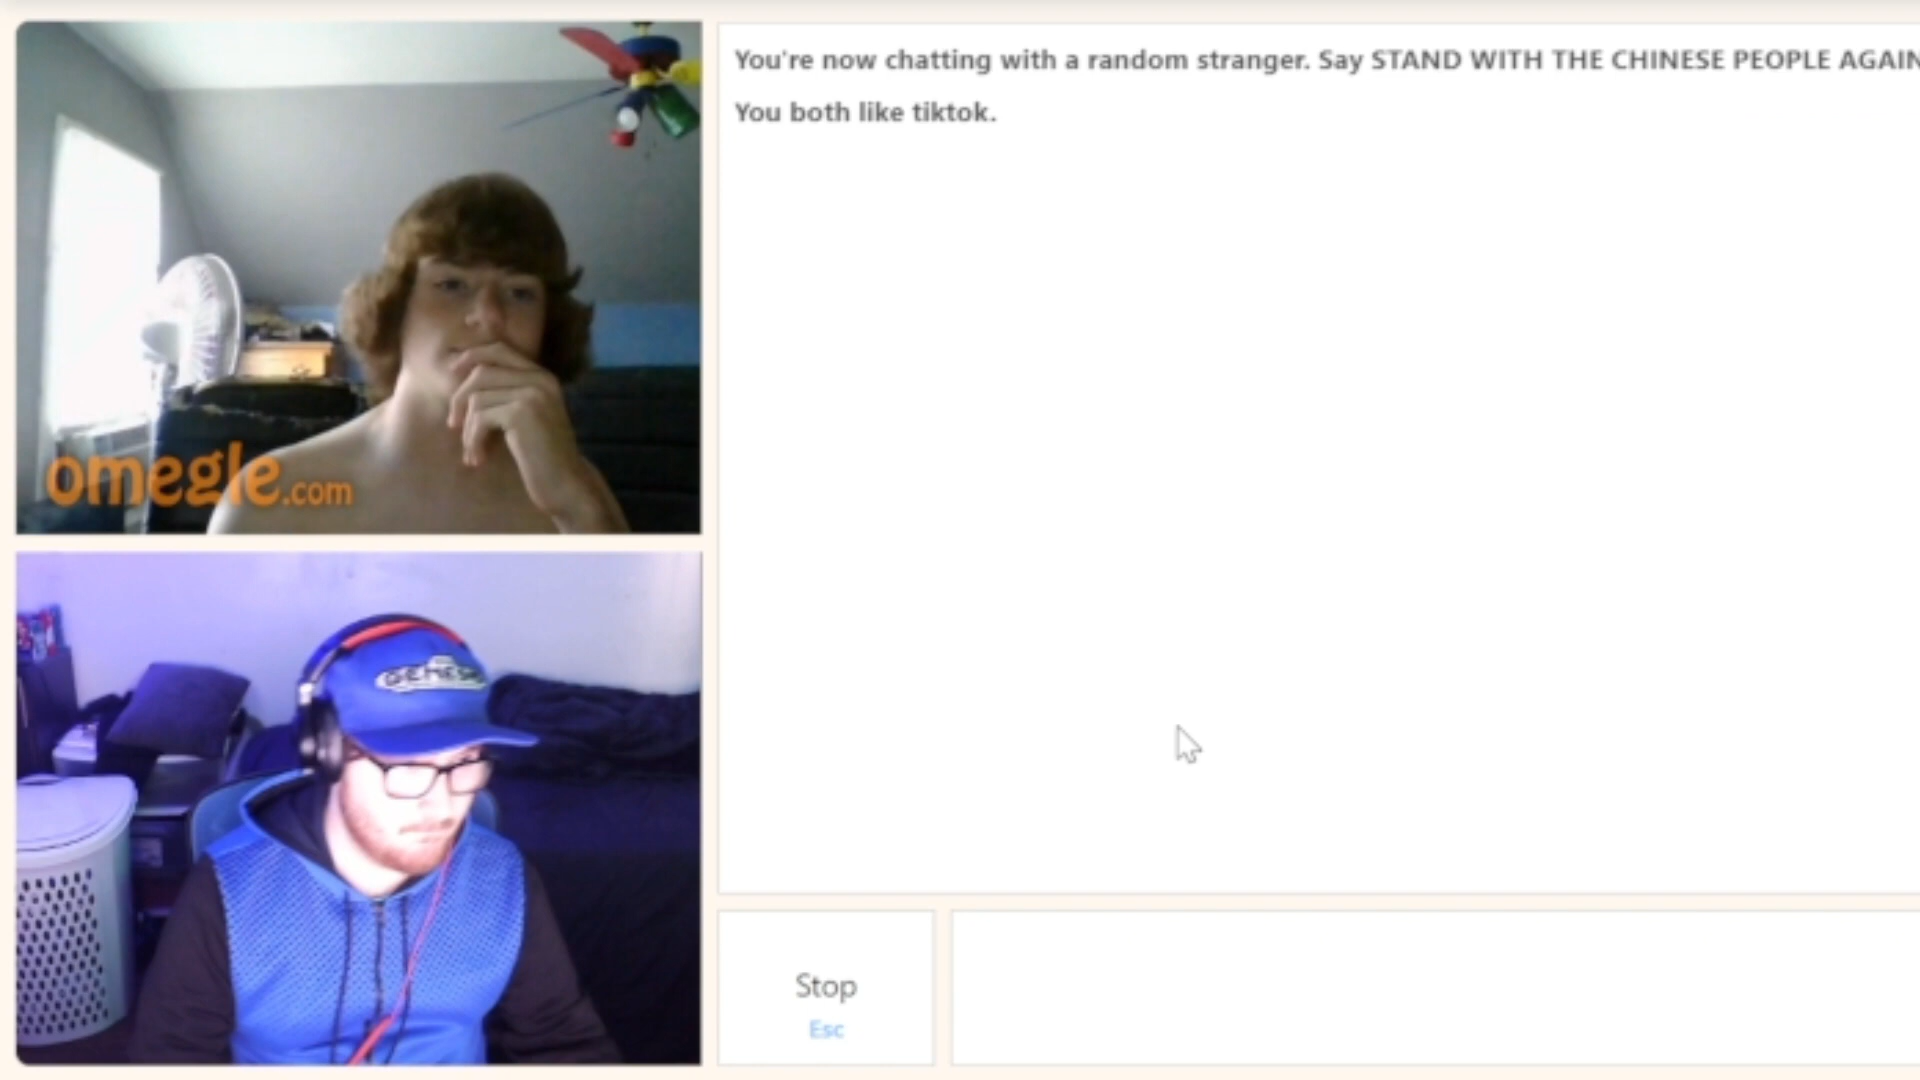 You're now chatting with a random stranger. Say STAND WITH THE CHINESE PEOPLE AGAIN
You both like tiktok.
omegle.com
GENESIS
Stop
Esc